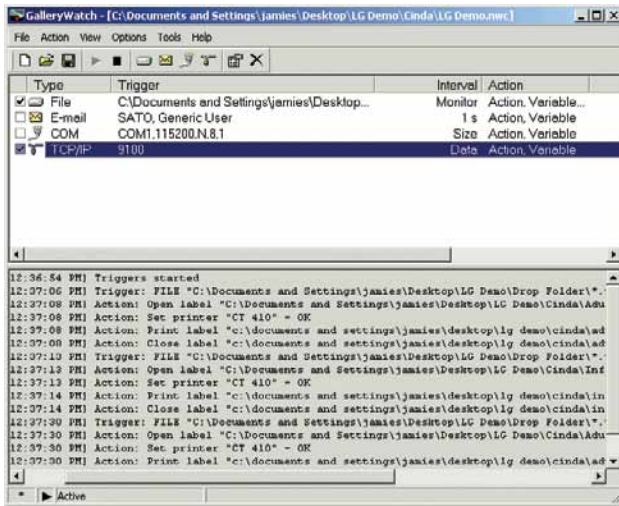 GalleryWatch - [C:\Documents and Settings\jamies\Desktop\LG Demo\Cinda\LG Demo.nwc]
File Action View Options Tools Help
Type Trigger Interval Action
File C:\Documents and Settings\jamies\Desktop... Monitor Action, Variable...
E-mail SATO, Generic User 1 s Action, Variable
COM COM1,115200,N,8,1 Size Action, Variable
TCP/IP 9100 Data Action, Variable
12:36:54 PM] Triggers started
12:37:06 PM] Trigger: FILE "C:\Documents and Settings\jamies\Desktop\LG Demo\Drop Folder\*.
12:37:08 PM] Action: Open label "C:\Documents and Settings\jamies\Desktop\LG Demo\Cinda\Adu
12:37:08 PM] Action: Set printer "CT 410" - OK
12:37:08 PM] Action: Print label "c:\documents and settings\jamies\desktop\lg demo\cinda\ad
12:37:08 PM] Action: Close label "c:\documents and settings\jamies\desktop\lg demo\cinda\ad
12:37:13 PM] Trigger: FILE "C:\Documents and Settings\jamies\Desktop\LG Demo\Drop Folder\*.
12:37:13 PM] Action: Open label "C:\Documents and Settings\jamies\Desktop\LG Demo\Cinda\Inf
12:37:13 PM] Action: Set printer "CT 410" - OK
12:37:14 PM] Action: Print label "c:\documents and settings\jamies\desktop\lg demo\cinda\in
12:37:14 PM] Action: Close label "c:\documents and settings\jamies\desktop\lg demo\cinda\in
12:37:30 PM] Trigger: FILE "C:\Documents and Settings\jamies\Desktop\LG Demo\Drop Folder\*.
12:37:30 PM] Action: Open label "C:\Documents and Settings\jamies\Desktop\LG Demo\Cinda\Adu
12:37:30 PM] Action: Set printer "CT 410" - OK
12:37:30 PM] Action: Print label "c:\documents and settings\jamies\desktop\lg demo\cinda\ad
* Active